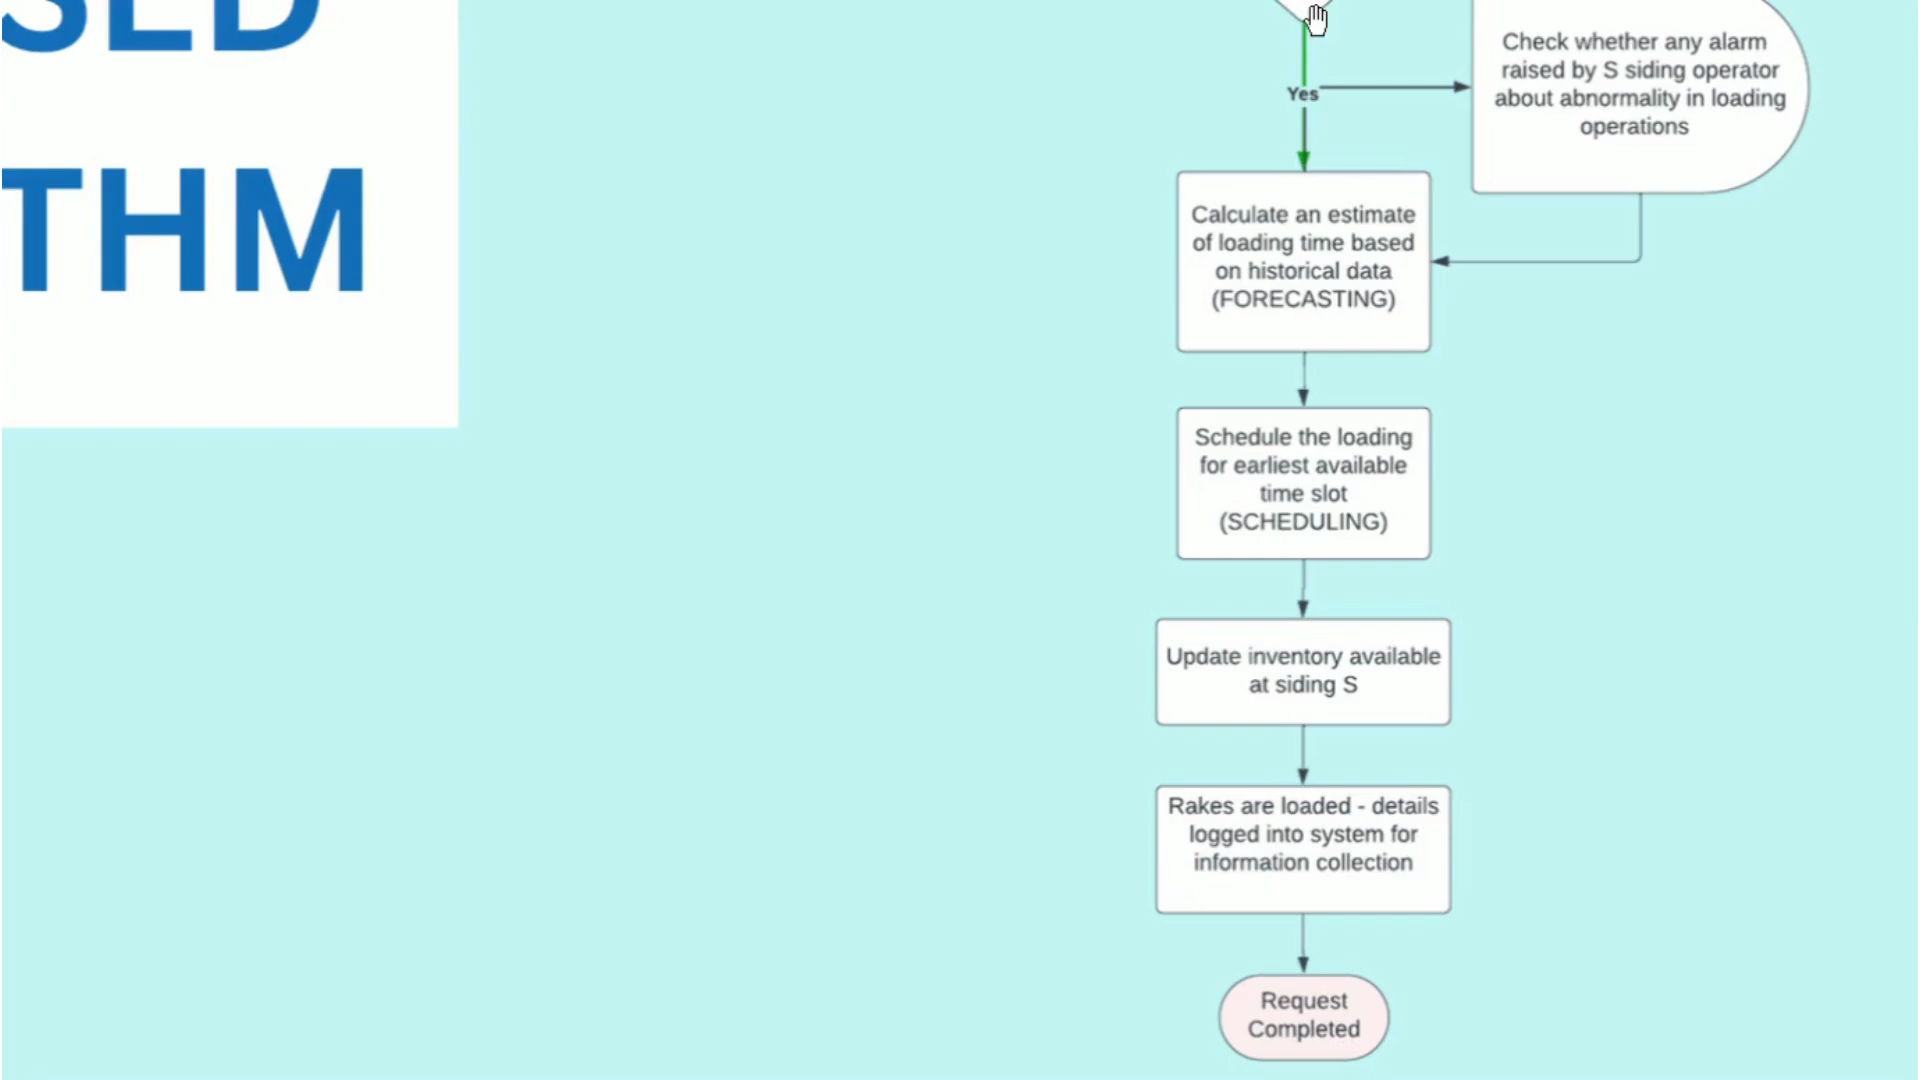 SED
THM
Yes
Check whether any alarm
raised by S siding operator
about abnormality in loading
operations
Calculate an estimate
of loading time based
on historical data
(FORECASTING)
Schedule the loading
for earliest available
time slot
(SCHEDULING)
Update inventory available
at siding S
Rakes are loaded - details
logged into system for
information collection
Request
Completed